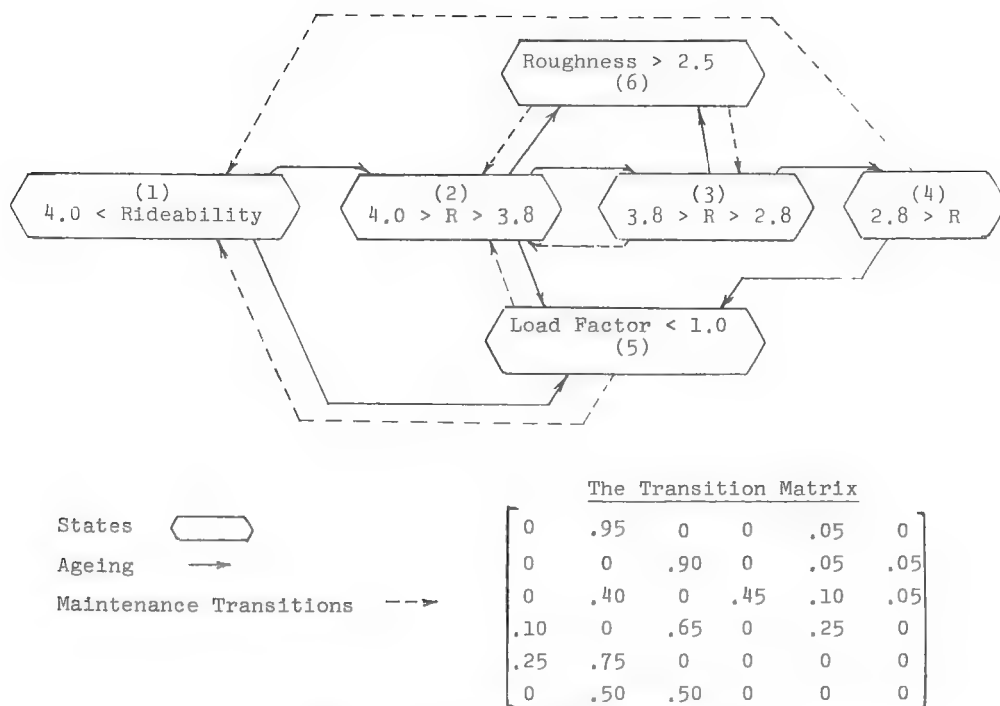 Roughness > 2.5
(6)
(1)
4.0 < Rideability
(2)
4.0 > R > 3.8
(3)
3.8 > R > 2.8
(4)
2.8 > R
Load Factor < 1.0
(5)
The Transition Matrix
0 .95 0 0 .05 0
0 0 .90 0 .05 .05
0 .40 0 .45 .10 .05
.10 0 .65 0 .25 0
.25 .75 0 0 0 0
0 .50 .50 0 0 0
States
Ageing
Maintenance Transitions